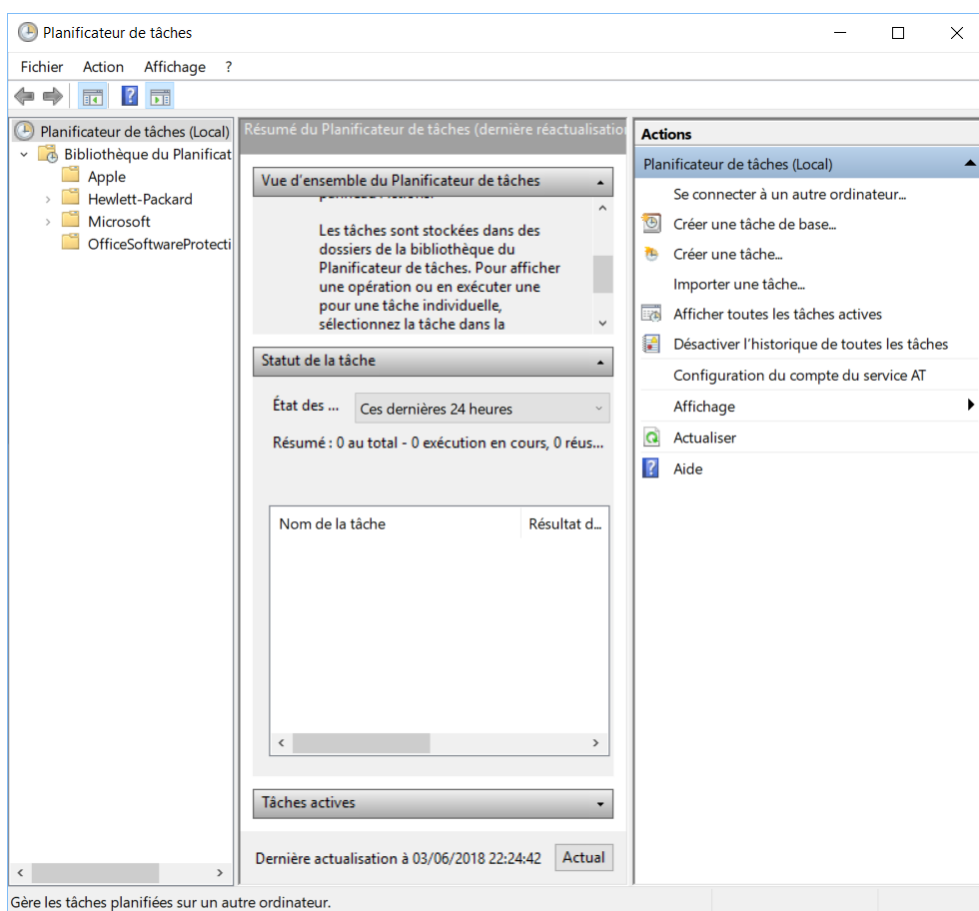 Planificateur de tâches
Fichier Action Affichage ?
Planificateur de tâches (Local)
Bibliothèque du Planificat
Apple
Hewlett-Packard
Microsoft
OfficeSoftwareProtecti
Résumé du Planificateur de tâches (dernière réactualisation
Vue d'ensemble du Planificateur de tâches
panneau Actions.
Les tâches sont stockées dans des
dossiers de la bibliothèque du
Planificateur de tâches. Pour afficher
une opération ou en exécuter une
pour une tâche individuelle,
sélectionnez la tâche dans la
Statut de la tâche
État des ... Ces dernières 24 heures
Résumé : 0 au total - 0 exécution en cours, 0 réus...
Nom de la tâche Résultat d...
Tâches actives
Dernière actualisation à 03/06/2018 22:24:42 Actual
Actions
Planificateur de tâches (Local)
Se connecter à un autre ordinateur...
Créer une tâche de base...
Créer une tâche...
Importer une tâche...
Afficher toutes les tâches actives
Désactiver l'historique de toutes les tâches
Configuration du compte du service AT
Affichage
Actualiser
Aide
Gère les tâches planifiées sur un autre ordinateur.